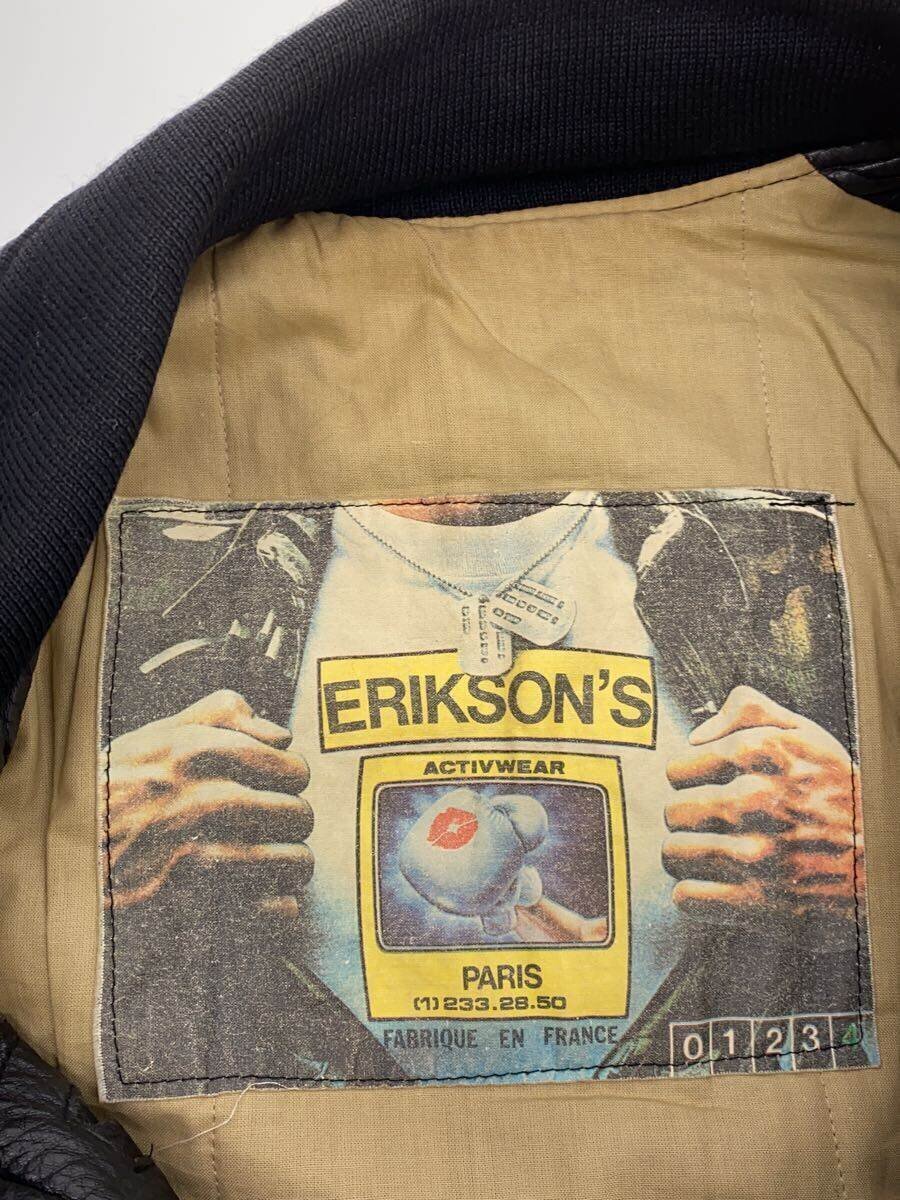 ERIKSON'S
ACTIVWEAR
PARIS
(1) 233.28.50
FABRIQUE EN FRANCE
0 1 2 3 4